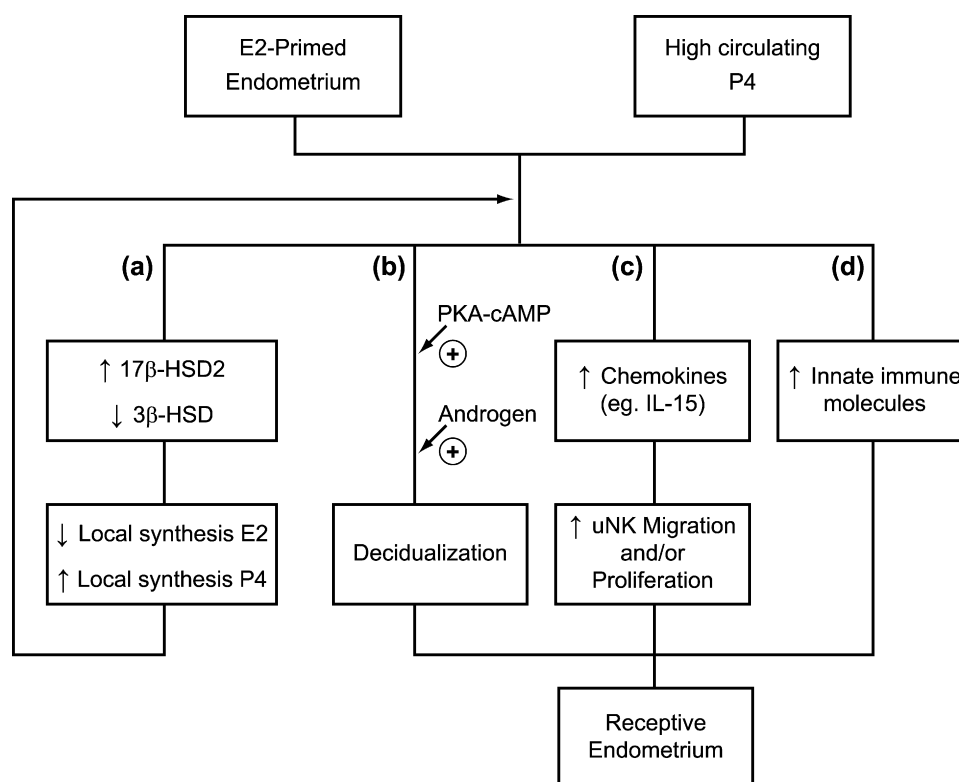 E2-Primed
Endometrium
High circulating
P4
(a)
(b)
(c)
(d)
PKA-cAMP
+
Androgen
+
↑ 17β-HSD2
↓ 3β-HSD
↑ Chemokines
(eg. IL-15)
↑ Innate immune
molecules
↓ Local synthesis E2
↑ Local synthesis P4
Decidualization
↑ uNK Migration
and/or
Proliferation
Receptive
Endometrium